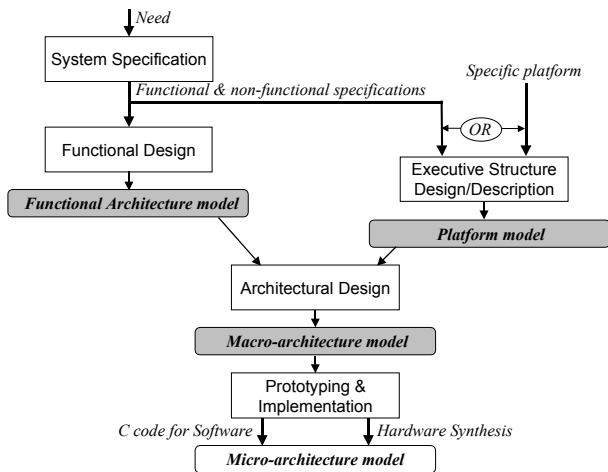 Need
System Specification
Functional & non-functional specifications
Specific platform
OR
Functional Design
Executive Structure
Design/Description
Functional Architecture model
Platform model
Architectural Design
Macro-architecture model
Prototyping &
Implementation
C code for Software
Hardware Synthesis
Micro-architecture model